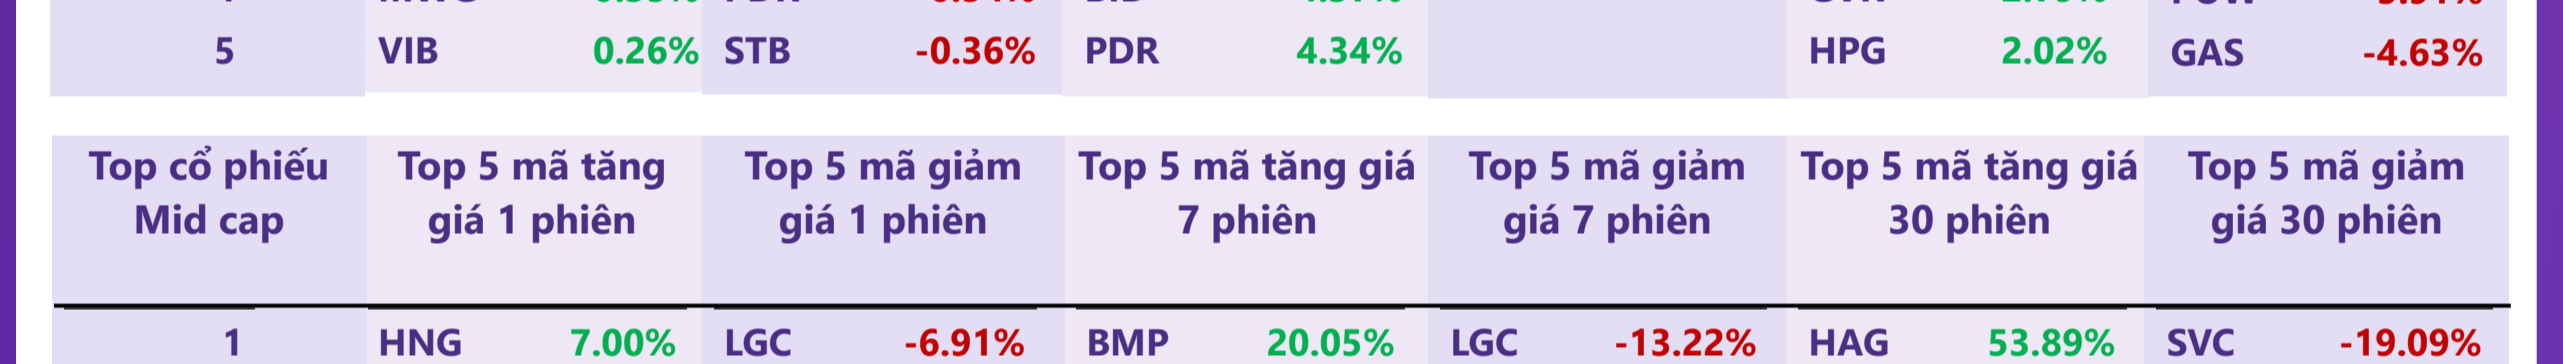 5 VIB 0.26% STB -0.36% PDR 4.34% HPG 2.02% GAS -4.63%
Top cổ phiếu Top 5 mã tăng Top 5 mã giảm Top 5 mã tăng giá Top 5 mã giảm Top 5 mã tăng giá Top 5 mã giảm
Mid cap giá 1 phiên giá 1 phiên 7 phiên giá 7 phiên 30 phiên giá 30 phiên
1 HNG 7.00% LGC -6.91% BMP 20.05% LGC -13.22% HAG 53.89% SVC -19.09%